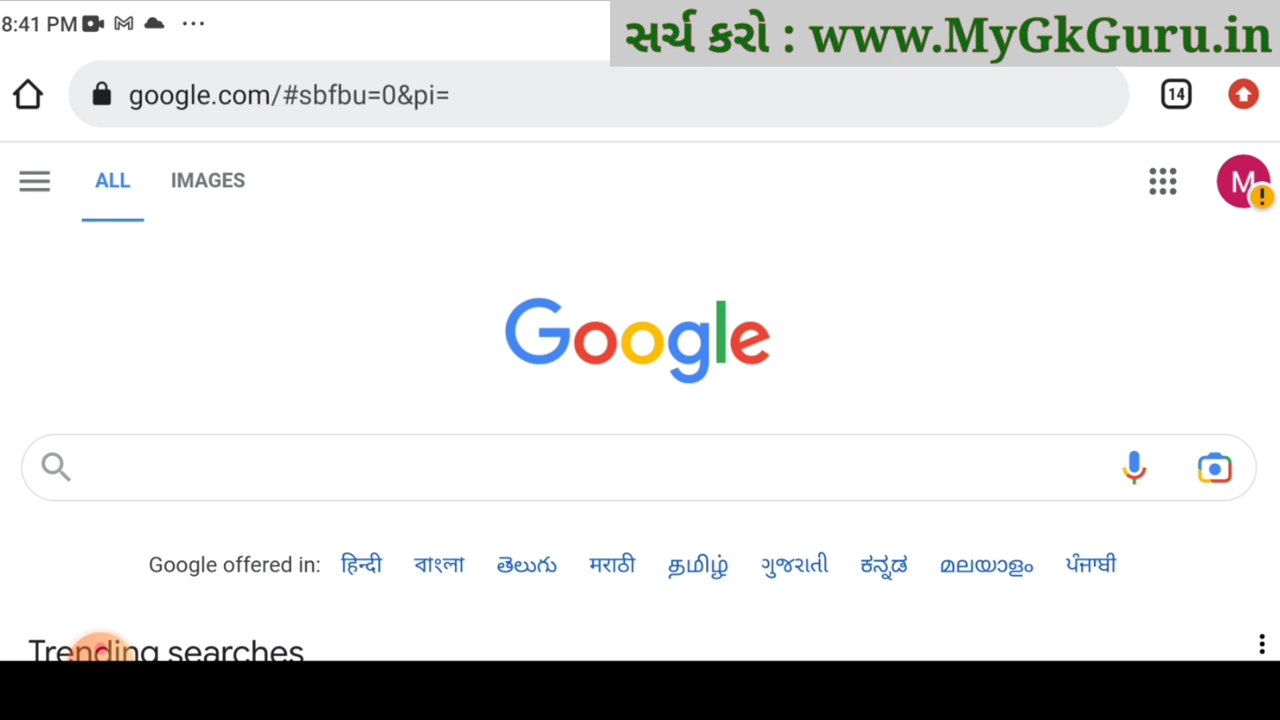 8:41 PM
સર્ચ કરો : www.MyGkGuru.in
google.com/#sbfbu=0&pi=
14
ALL IMAGES
M
Google
Google offered in: हिन्दी বাংলা తెలుగు मराठी தமிழ் ગુજરાતી ಕನ್ನಡ മലയാളം ਪੰਜਾਬੀ
Trending searches